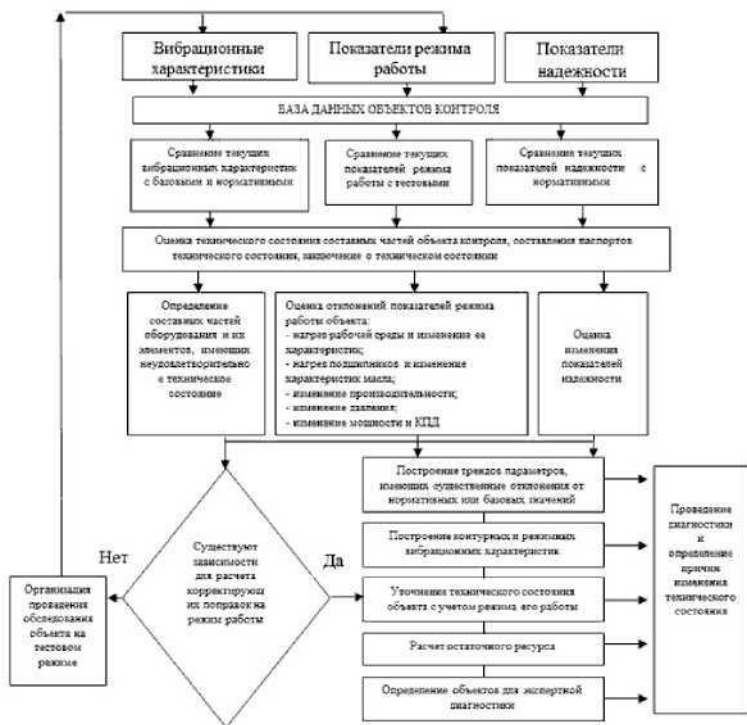 Вибрационные
характеристики
Показатели режима
работы
Показатели
надежности
БАЗА ДАННЫХ ОБЪЕКТОВ КОНТРОЛЯ
Сравнение текущих
вибрационных характеристик
с базовыми и нормативными
Сравнение текущих
показателей режима
работы с тестовыми
Сравнение текущих
показателей надежности с
нормативными
Оценка технического состояния составных частей объекта контроля, составления паспортов
технического состояния, заключение о техническом состоянии
Определение
составных частей
оборудования и их
элементов, имеющих
неудовлетворительно
е техническое
состояние
Оценка отклонений показателей режима
работы объекта:
- нагрев рабочей среды и изменение ее
характеристик;
- нагрев подшипников и изменение
характеристик масла;
- изменение производительности;
- изменение давления;
- изменение мощности и КПД
Оценка
изменения
показателей
надежности
Построение трендов параметров,
имеющих существенные отклонения от
нормативных или базовых значений
Построение контурных и режимных
вибрационных характеристик
Уточнение технического состояния
объекта с учетом режима его работы
Расчет остаточного ресурса
Определение объектов для экспертной
диагностики
Проведение
диагностики и
определение
причин
изменения
технического
состояния
Нет
Существуют
зависимости
для расчета
корректирующ
их поправок на
режим работы
Да
Организация
проведения
обследования
объекта на
тестовом
режиме